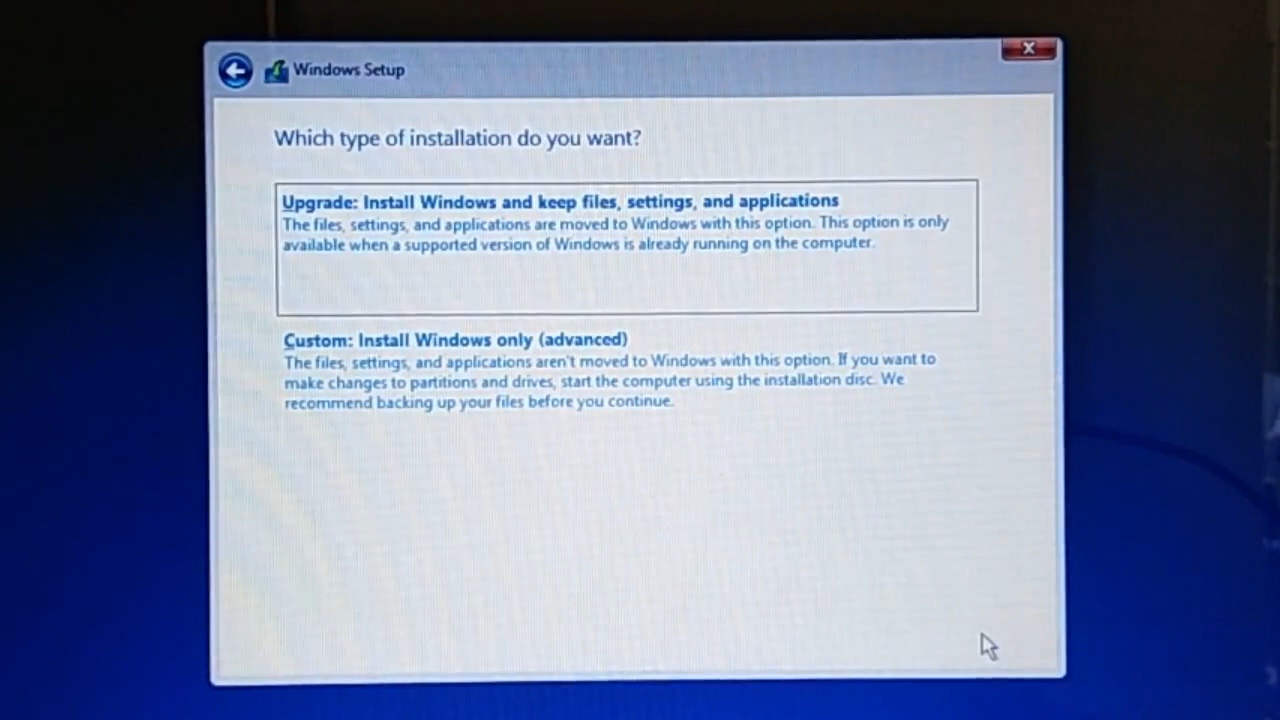 Windows Setup
Which type of installation do you want?
Upgrade: Install Windows and keep files, settings, and applications
The files, settings, and applications are moved to Windows with this option. This option is only
available when a supported version of Windows is already running on the computer.
Custom: Install Windows only (advanced)
The files, settings, and applications aren't moved to Windows with this option. If you want to
make changes to partitions and drives, start the computer using the installation disc. We
recommend backing up your files before you continue.